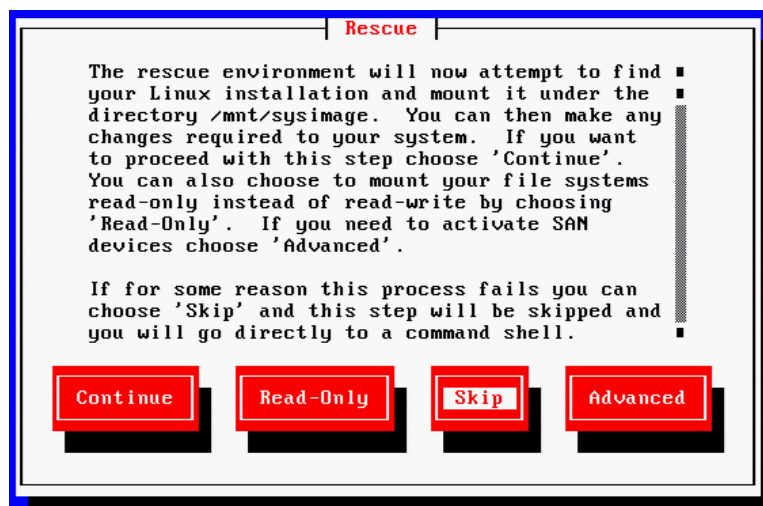 Rescue
The rescue environment will now attempt to find
your Linux installation and mount it under the
directory /mnt/sysimage.  You can then make any
changes required to your system.  If you want
to proceed with this step choose 'Continue'.
You can also choose to mount your file systems
read-only instead of read-write by choosing
'Read-Only'.  If you need to activate SAN
devices choose 'Advanced'.
If for some reason this process fails you can
choose 'Skip' and this step will be skipped and
you will go directly to a command shell.
Continue Read-Only Skip Advanced